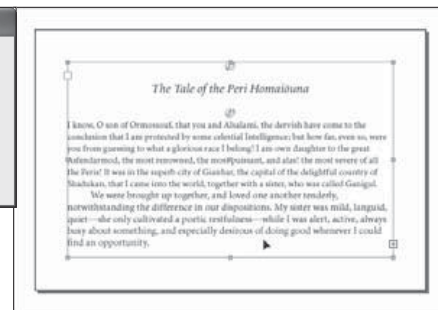 The Tale of the Peri Homaïouna
I know, O son of Ormossouf, that you and Alsalami, the dervish have come to the
conclusion that I am protected by some celestial Intelligence; but how far, even so, were
you from guessing to what a glorious race I belong! I am own daughter to the great
Asfendarmod, the most renowned, the most puissant, and alas! the most severe of all
the Peris! It was in the superb city of Gianhar, the capital of the delightful country of
Shadukan, that I came into the world, together with a sister, who was called Ganigul.
We were brought up together, and loved one another tenderly,
notwithstanding the difference in our dispositions. My sister was mild, languid,
quiet—she only cultivated a poetic restfulness—while I was alert, active, always
busy about something, and especially desirous of doing good whenever I could
find an opportunity.